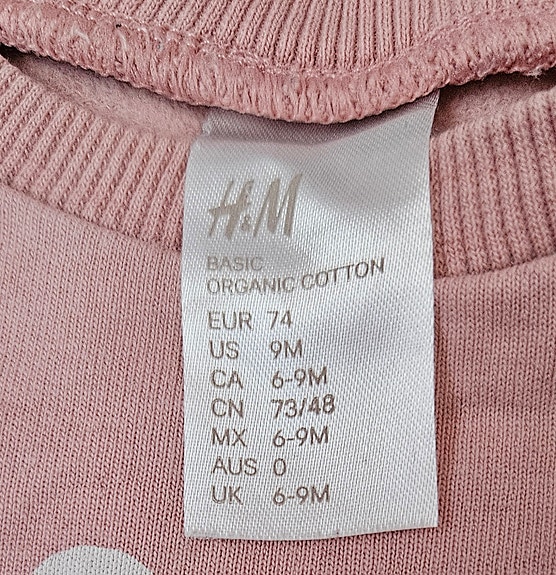 H&M
BASIC
ORGANIC COTTON
EUR 74
US 9M
CA 6-9M
CN 73/48
MX 6-9M
AUS 0
UK 6-9M